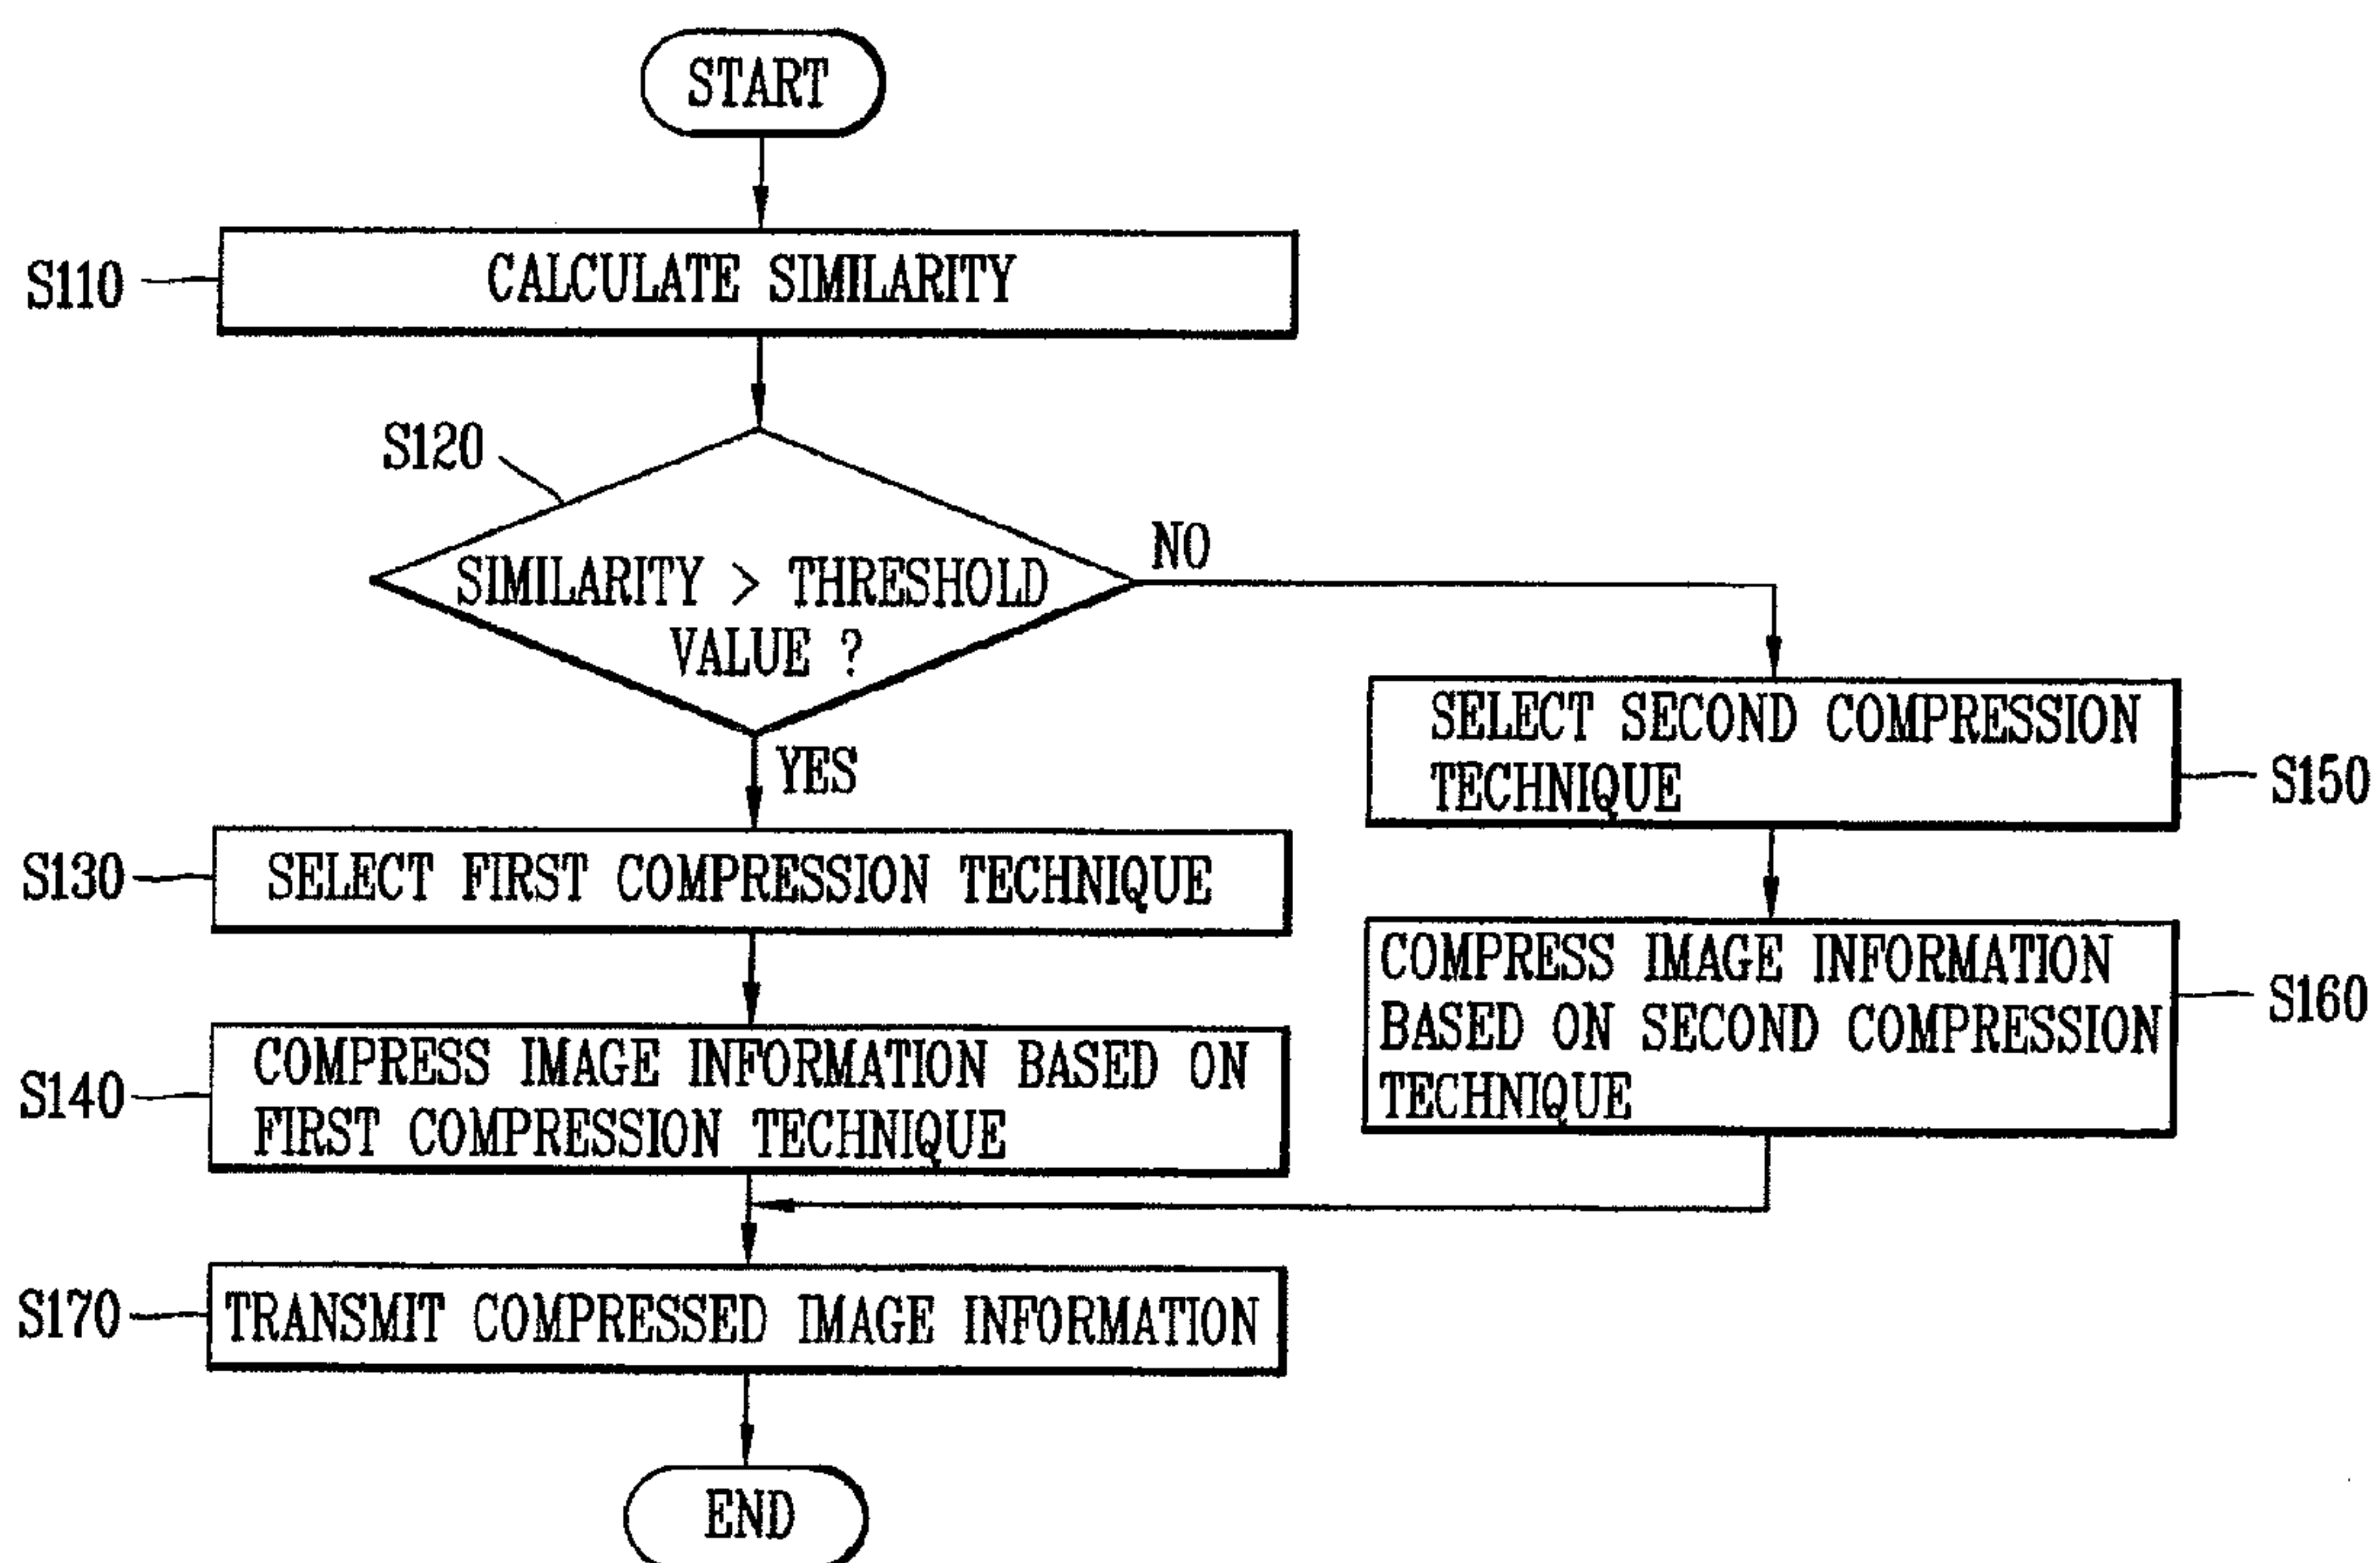 START
S110
CALCULATE SIMILARITY
S120
SIMILARITY > THRESHOLD
VALUE ?
NO
YES
SELECT SECOND COMPRESSION
TECHNIQUE
S150
S130
SELECT FIRST COMPRESSION TECHNIQUE
COMPRESS IMAGE INFORMATION
BASED ON SECOND COMPRESSION
TECHNIQUE
S160
S140
COMPRESS IMAGE INFORMATION BASED ON
FIRST COMPRESSION TECHNIQUE
S170
TRANSMIT COMPRESSED IMAGE INFORMATION
END